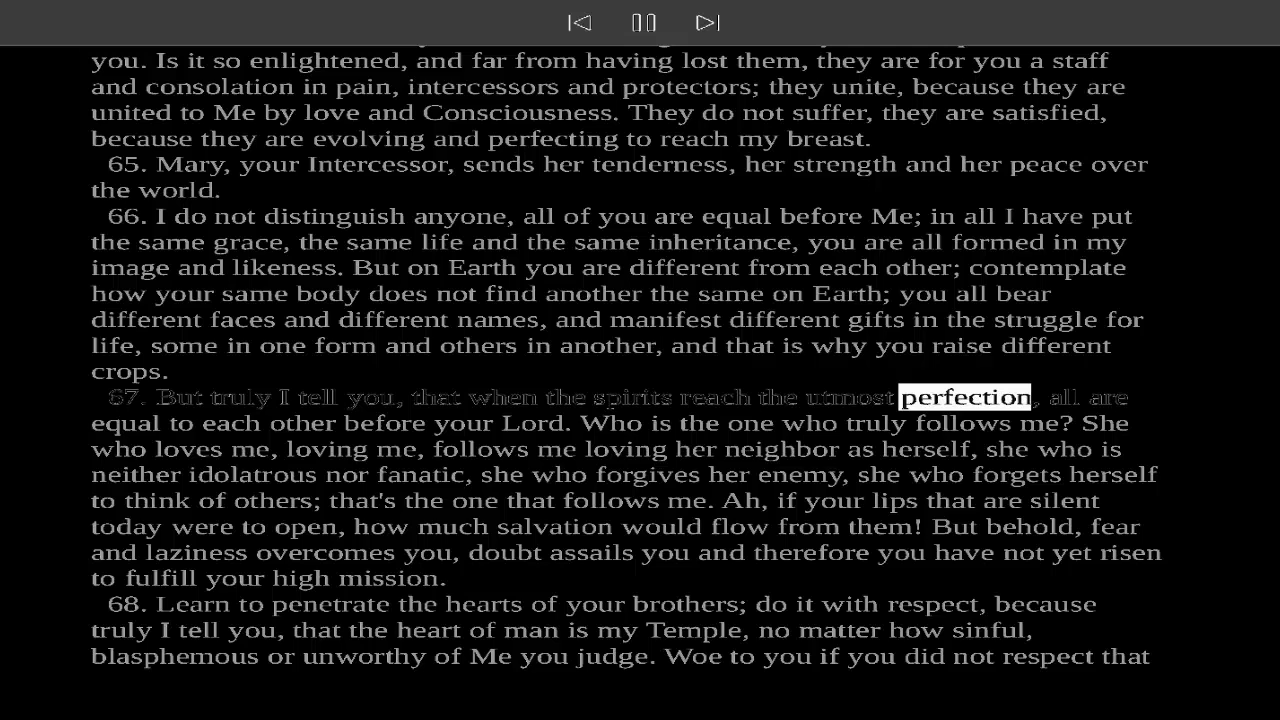 you. Is it so enlightened, and far from having lost them, they are for you a staff
and consolation in pain, intercessors and protectors; they unite, because they are
united to Me by love and Consciousness. They do not suffer, they are satisfied,
because they are evolving and perfecting to reach my breast.
65. Mary, your Intercessor, sends her tenderness, her strength and her peace over
the world.
66. I do not distinguish anyone, all of you are equal before Me; in all I have put
the same grace, the same life and the same inheritance, you are all formed in my
image and likeness. But on Earth you are different from each other; contemplate
how your same body does not find another the same on Earth; you all bear
different faces and different names, and manifest different gifts in the struggle for
life, some in one form and others in another, and that is why you raise different
crops.
67. But truly I tell you, that when the spirits reach the utmost perfection, all are
equal to each other before your Lord. Who is the one who truly follows me? She
who loves me, loving me, follows me loving her neighbor as herself, she who is
neither idolatrous nor fanatic, she who forgives her enemy, she who forgets herself
to think of others; that's the one that follows me. Ah, if your lips that are silent
today were to open, how much salvation would flow from them! But behold, fear
and laziness overcomes you, doubt assails you and therefore you have not yet risen
to fulfill your high mission.
68. Learn to penetrate the hearts of your brothers; do it with respect, because
truly I tell you, that the heart of man is my Temple, no matter how sinful,
blasphemous or unworthy of Me you judge. Woe to you if you did not respect that